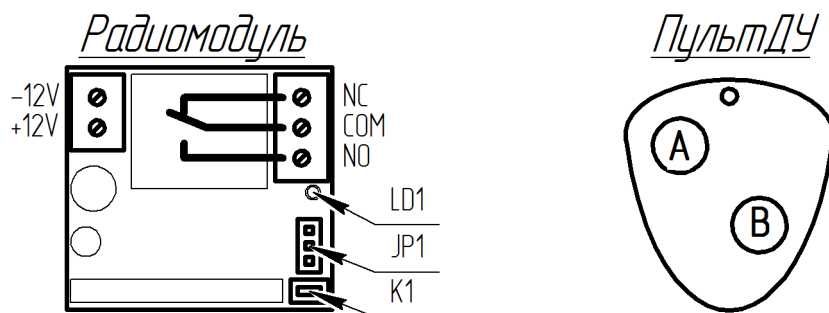 Радиомодуль
ПультДУ
-12V
+12V
NC
COM
NO
LD1
JP1
K1
A
B